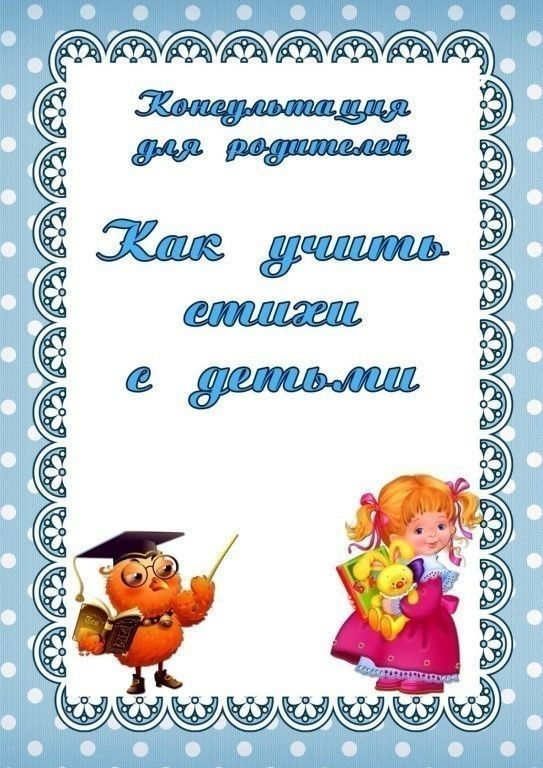 Консультация
для родителей
Как учить
стихи
с детьми